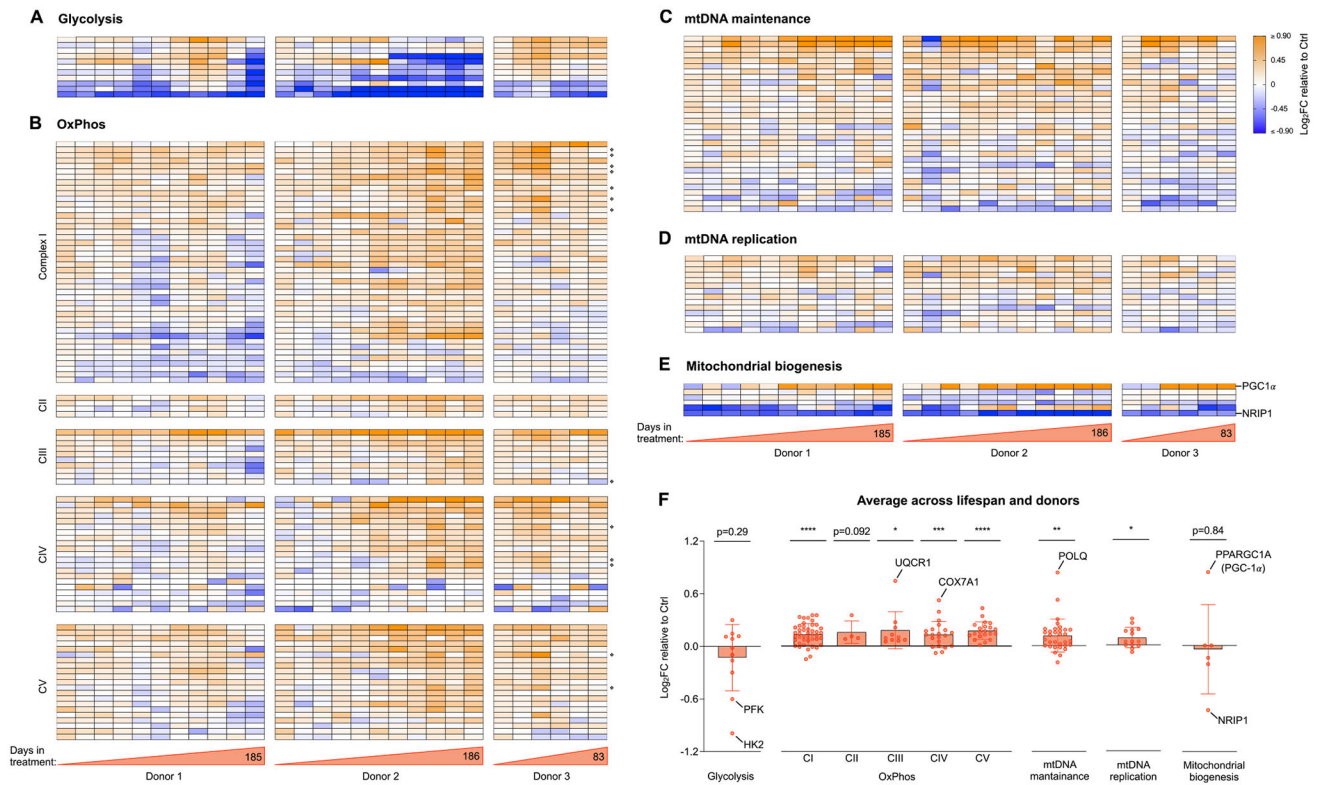 A Glycolysis
B OxPhos
Complex I
CII
CIII
CIV
CV
Days in
treatment:
185
186
83
Donor 1
Donor 2
Donor 3
C mtDNA maintenance
≥ 0.90
0.45
0
-0.45
≤ -0.90
Log₂FC relative to Ctrl
D mtDNA replication
E Mitochondrial biogenesis
PGC1α
NRIP1
Days in
treatment:
185
186
83
Donor 1
Donor 2
Donor 3
F Average across lifespan and donors
p=0.29
****
p=0.092
*
***
****
**
*
p=0.84
Log₂FC relative to Ctrl
1.2
0.6
0.0
-0.6
-1.2
PFK
HK2
UQCR1
COX7A1
POLQ
PPARGC1A
(PGC-1α)
NRIP1
Glycolysis
CI
CII
CIII
CIV
CV
OxPhos
mtDNA
mantainance
mtDNA
replication
Mitochondrial
biogenesis